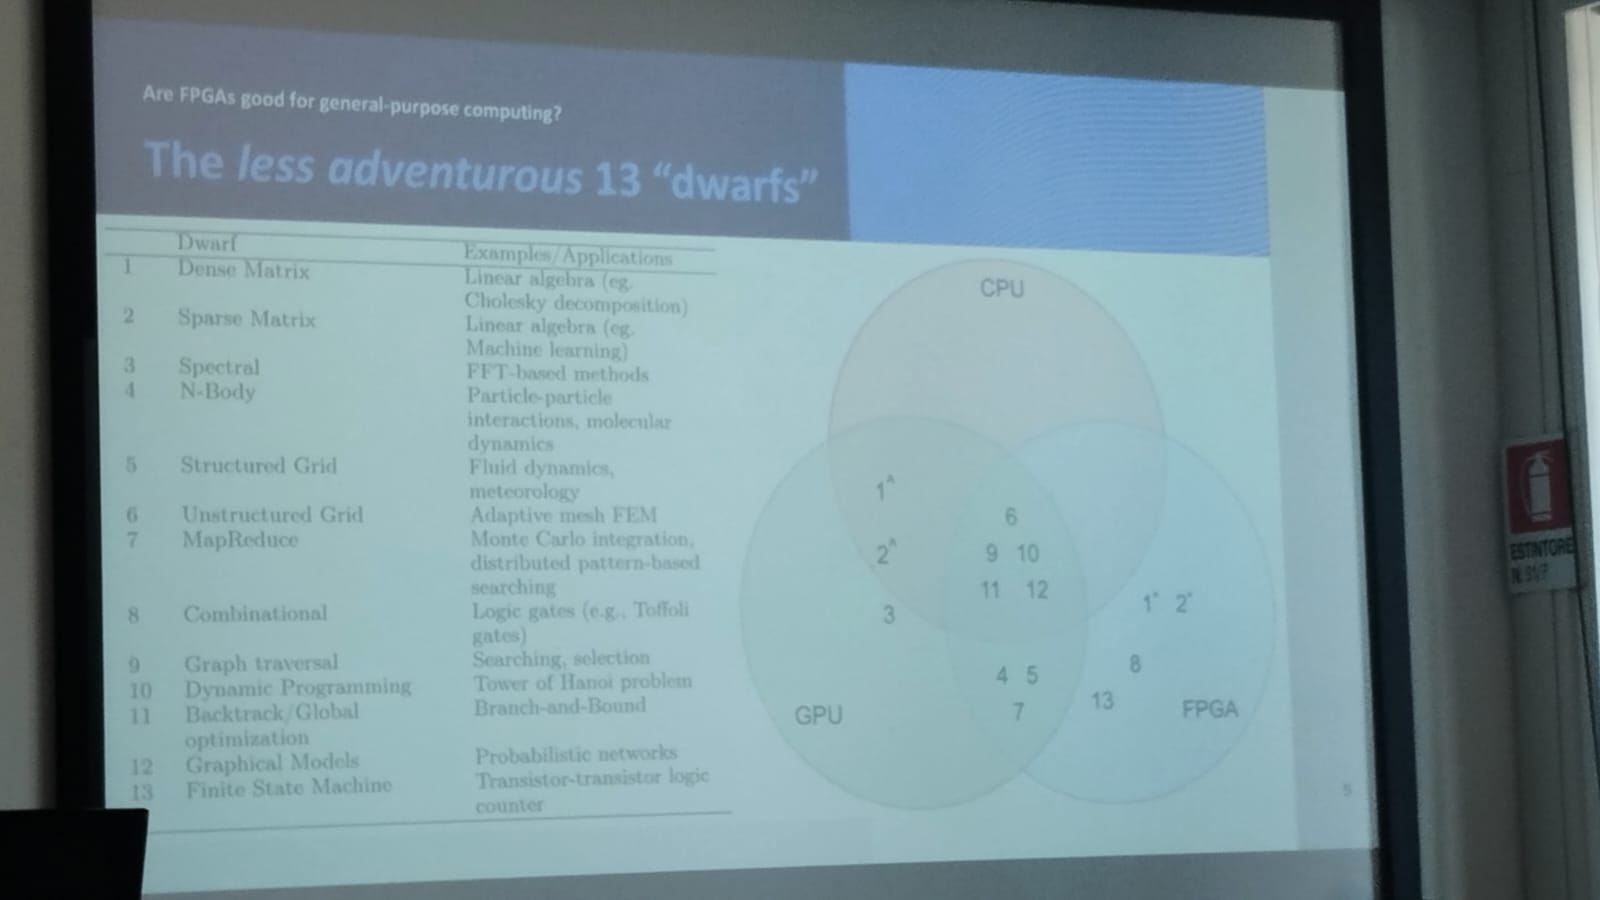 Are FPGAs good for general-purpose computing?
The less adventurous 13 “dwarfs”
Dwarf Examples/Applications
1 Dense Matrix Linear algebra (eg.
Cholesky decomposition)
2 Sparse Matrix Linear algebra (eg.
Machine learning)
3 Spectral FFT-based methods
4 N-Body Particle-particle
interactions, molecular
dynamics
5 Structured Grid Fluid dynamics,
meteorology
6 Unstructured Grid Adaptive mesh FEM
7 MapReduce Monte Carlo integration,
distributed pattern-based
searching
8 Combinational Logic gates (e.g., Toffoli
gates)
9 Graph traversal Searching, selection
10 Dynamic Programming Tower of Hanoi problem
11 Backtrack/Global Branch-and-Bound
optimization
12 Graphical Models Probabilistic networks
13 Finite State Machine Transistor-transistor logic
counter
CPU
1^
6
2^ 9 10
11 12
3 1* 2*
4 5 8
7 13
GPU FPGA
5
ESTINTORE